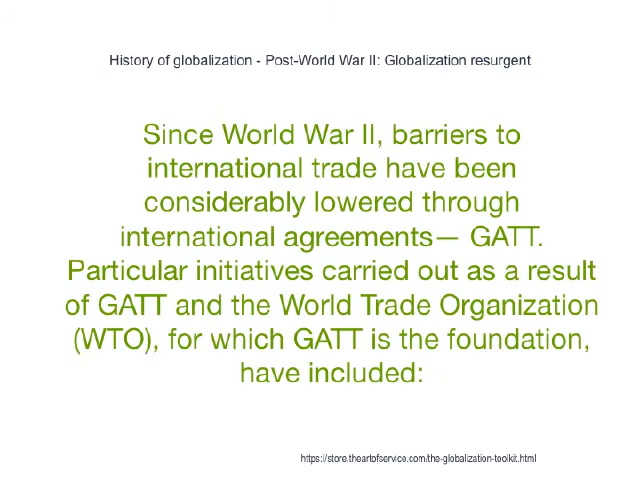 History of globalization - Post-World War II: Globalization resurgent
Since World War II, barriers to
international trade have been
considerably lowered through
international agreements— GATT.
Particular initiatives carried out as a result
of GATT and the World Trade Organization
(WTO), for which GATT is the foundation,
have included:
https://store.theartofservice.com/the-globalization-toolkit.html